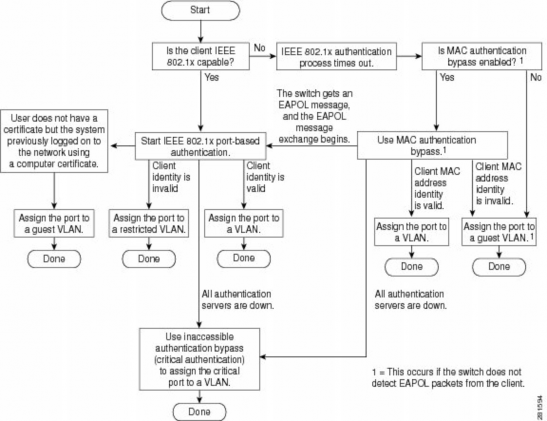 Start
Is the client IEEE
802.1x capable?
No
IEEE 802.1x authentication
process times out.
Is MAC authentication
bypass enabled? 1
Yes
The switch gets an
EAPOL message,
and the EAPOL
message
exchange begins.
Yes
No
User does not have a
certificate but the system
previously logged on to
the network using
a computer certificate.
Start IEEE 802.1x port-based
authentication.
Use MAC authentication
bypass.1
Client
identity is
invalid
Client
identity is
valid
Client MAC
address
identity
is valid.
Client MAC
address
identity
is invalid.
Assign the port to
a guest VLAN.
Assign the port to
a restricted VLAN.
Assign the port to
a VLAN.
Assign the port to
a VLAN.
Assign the port to
a guest VLAN.1
Done
Done
Done
Done
Done
All authentication
servers are down.
All authentication
servers are down.
Use inaccessible
authentication bypass
(critical authentication)
to assign the critical
port to a VLAN.
Done
1 = This occurs if the switch does not
detect EAPOL packets from the client.
281594